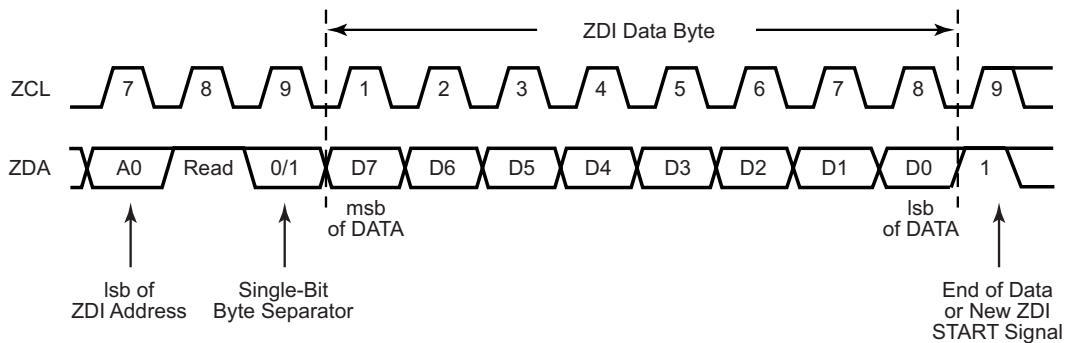 ZDI Data Byte
ZCL 7 8 9 1 2 3 4 5 6 7 8 9
ZDA A0 Read 0/1 D7 D6 D5 D4 D3 D2 D1 D0 1
msb
of DATA
lsb
of DATA
lsb of
ZDI Address
Single-Bit
Byte Separator
End of Data
or New ZDI
START Signal